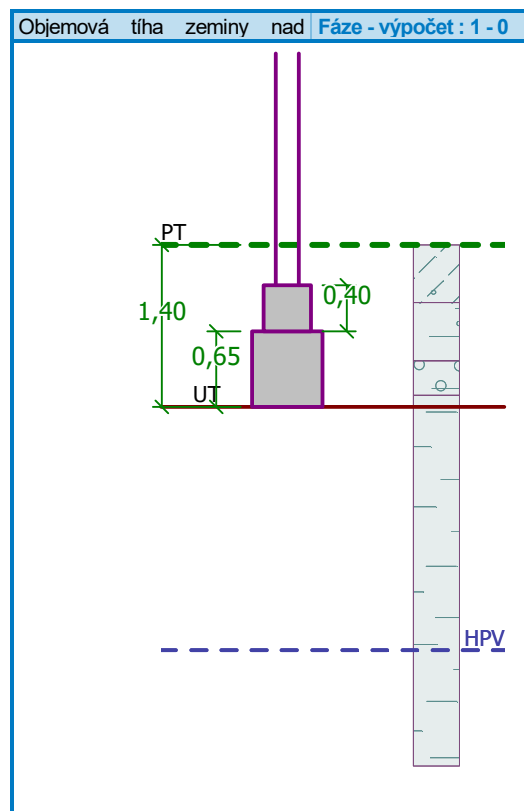 Objemová tíha zeminy nad
Fáze - výpočet : 1 - 0
PT
0,40
1,40
0,65
UT
HPV